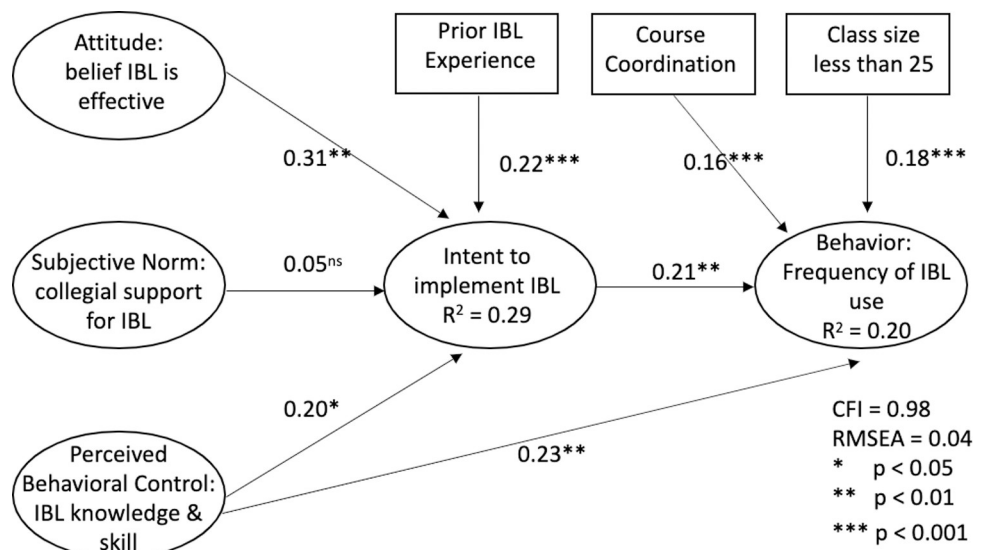 Attitude:
belief IBL is
effective
Prior IBL
Experience
Course
Coordination
Class size
less than 25
0.31**
0.22***
0.16***
0.18***
Subjective Norm:
collegial support
for IBL
0.05ns
Intent to
implement IBL
R² = 0.29
0.21**
Behavior:
Frequency of IBL
use
R² = 0.20
0.20*
0.23**
Perceived
Behavioral Control:
IBL knowledge &
skill
CFI = 0.98
RMSEA = 0.04
* p < 0.05
** p < 0.01
*** p < 0.001